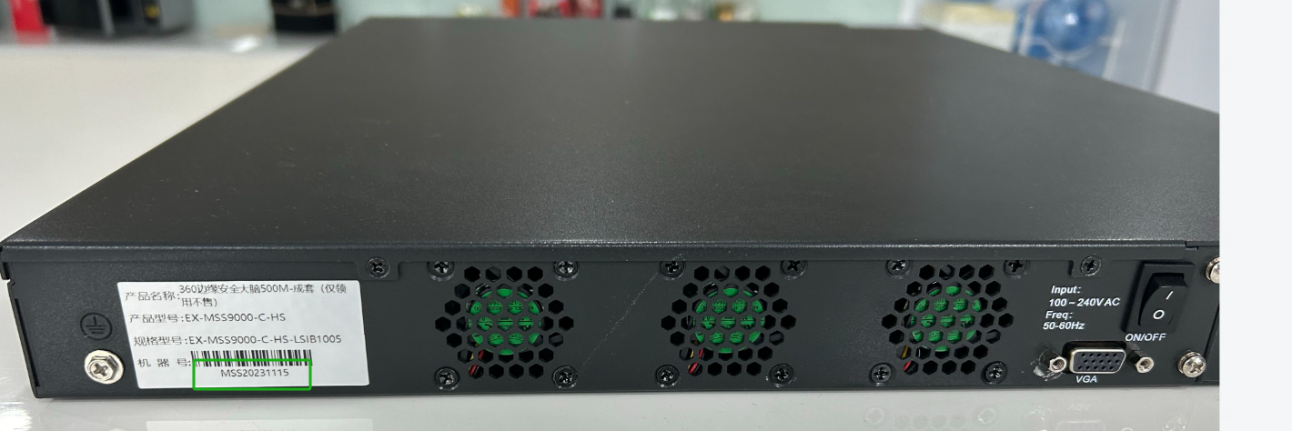 产品名称:360边缘安全大脑500M-成套（仅领
用不售）
产品型号:EX-MSS9000-C-HS
规格型号:EX-MSS9000-C-HS-LSIB1005
机 器 号:
MSS20231115
Input:
100~240V AC
Freq:
50-60Hz
ON/OFF
VGA